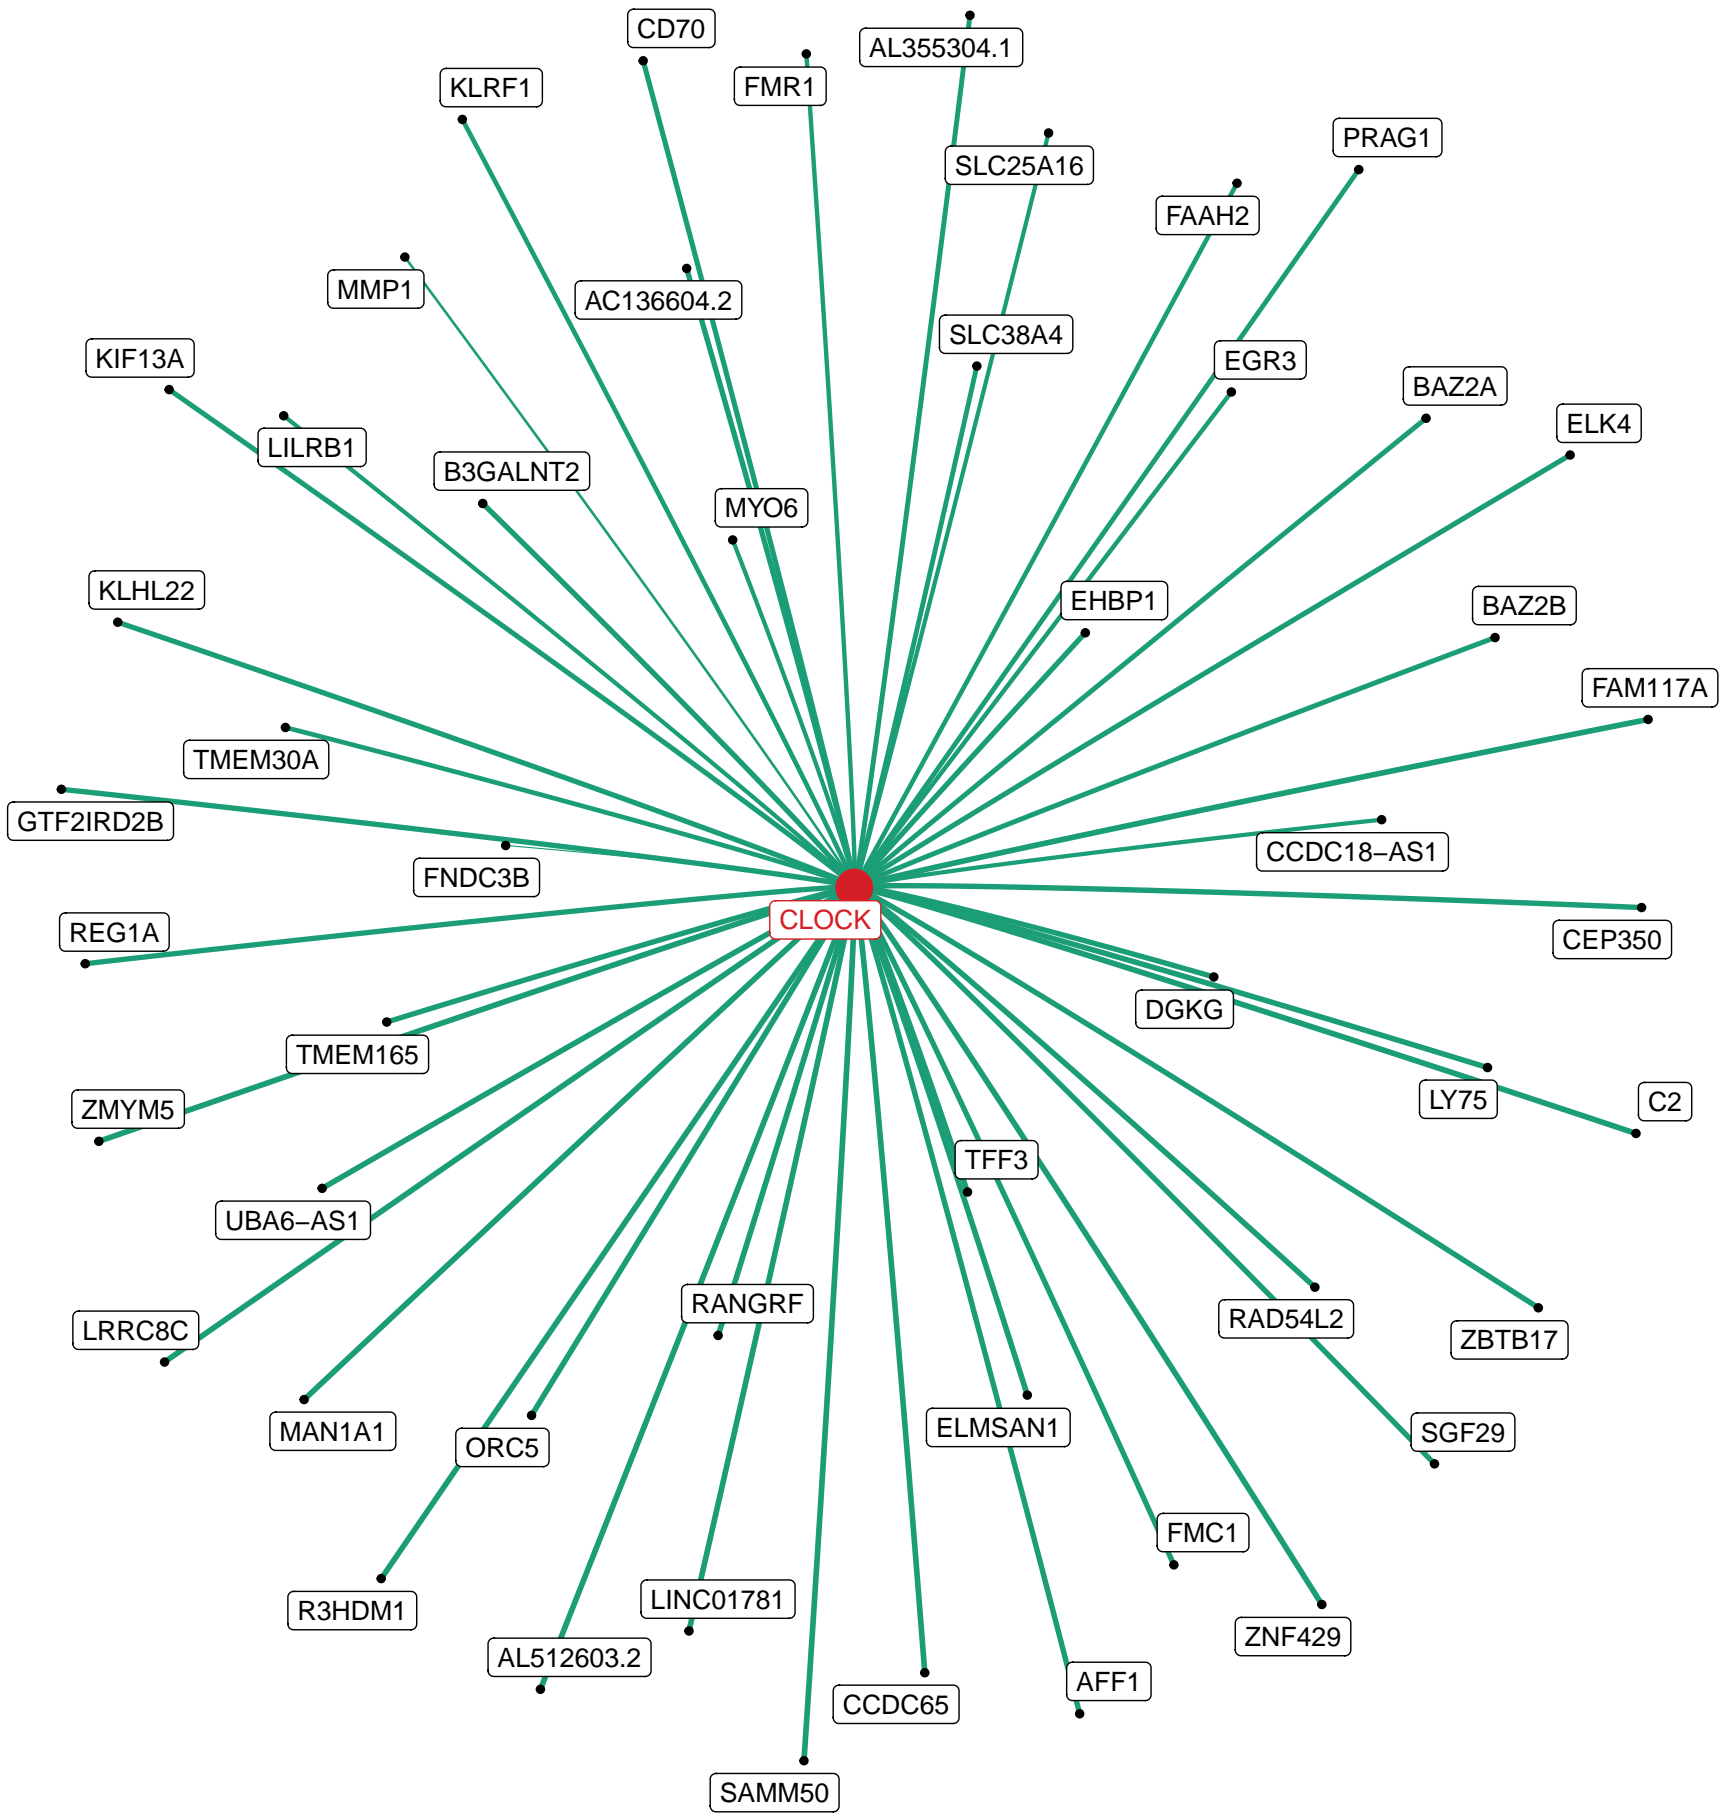 CD70
AL355304.1
FMR1
KLRF1
PRAG1
SLC25A16
FAAH2
MMP1
AC136604.2
SLC38A4
KIF13A
EGR3
BAZ2A
ELK4
LILRB1
B3GALNT2
MYO6
KLHL22
EHBP1
BAZ2B
FAM117A
TMEM30A
GTF2IRD2B
CCDC18−AS1
FNDC3B
CLOCK
REG1A
CEP350
DGKG
TMEM165
LY75
C2
ZMYM5
TFF3
UBA6−AS1
RANGRF
RAD54L2
LRRC8C
ZBTB17
MAN1A1
ELMSAN1
SGF29
ORC5
FMC1
LINC01781
R3HDM1
ZNF429
AL512603.2
AFF1
CCDC65
SAMM50